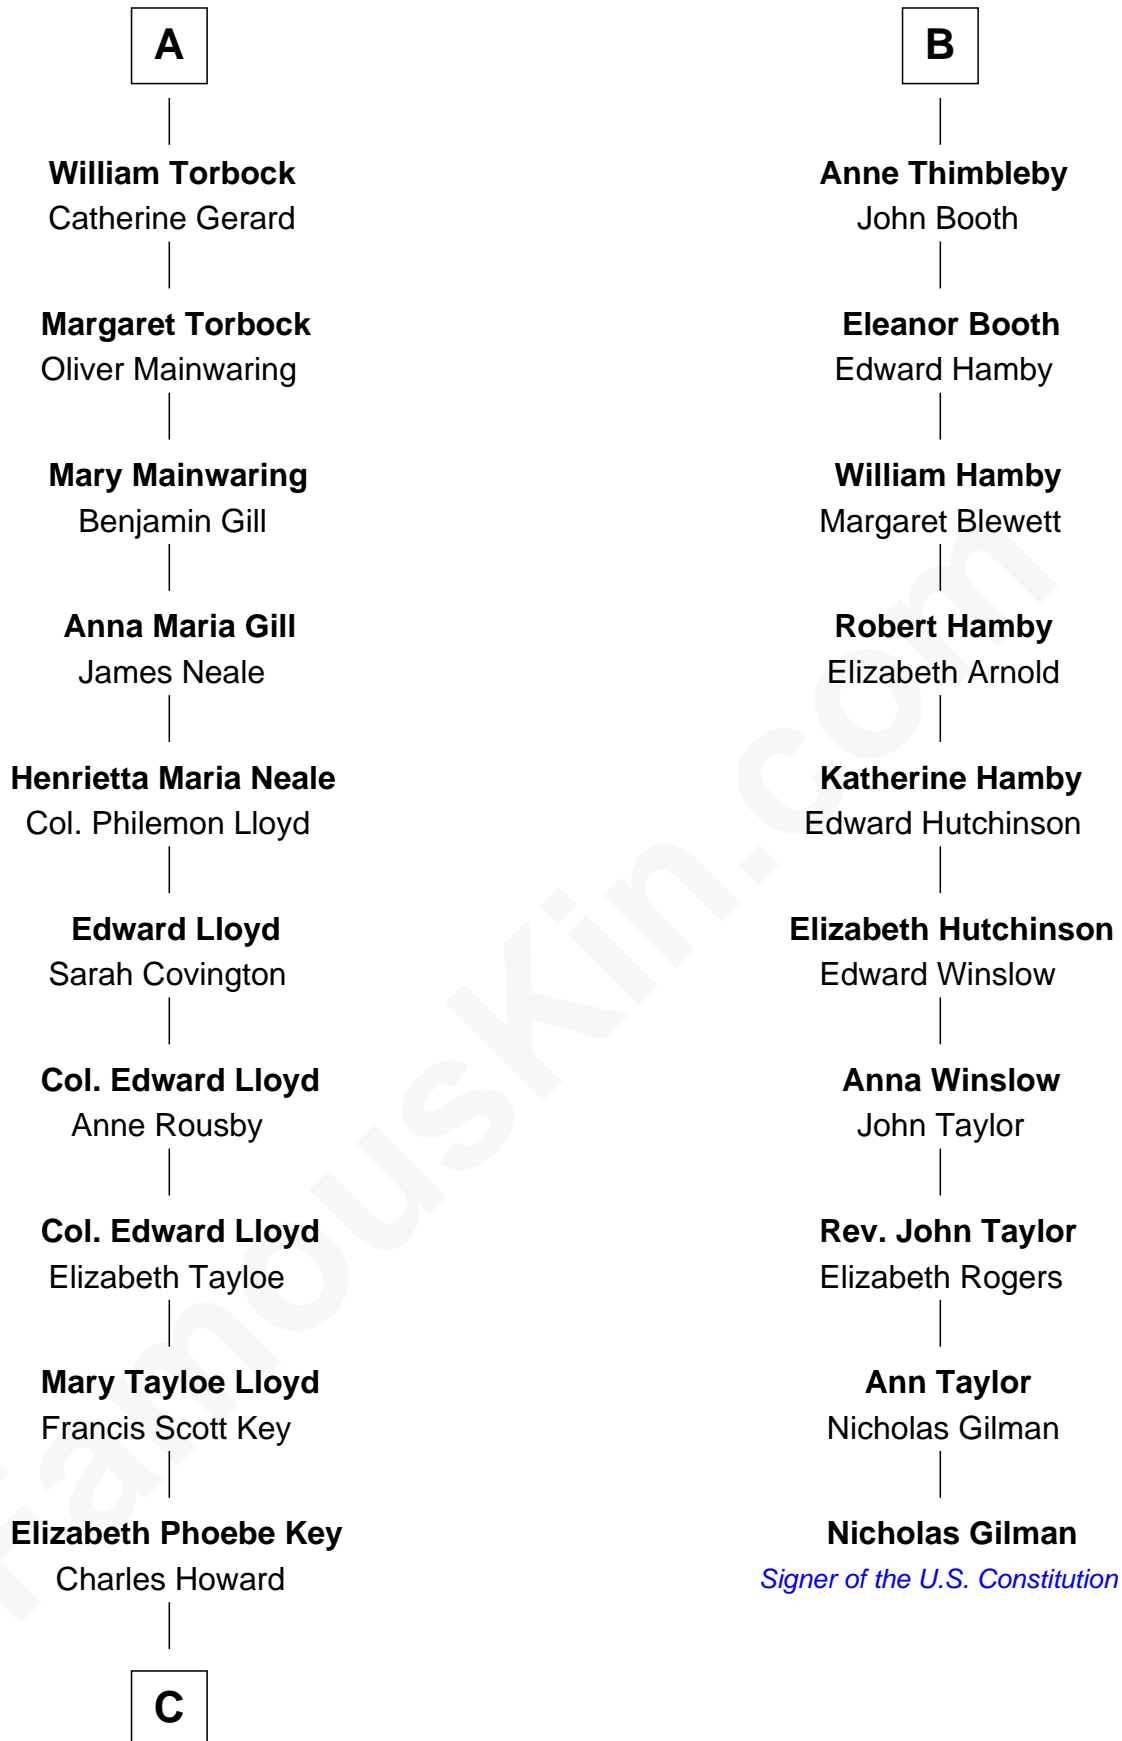 A
William Torbock
Catherine Gerard
Margaret Torbock
Oliver Mainwaring
Mary Mainwaring
Benjamin Gill
Anna Maria Gill
James Neale
Henrietta Maria Neale
Col. Philemon Lloyd
Edward Lloyd
Sarah Covington
Col. Edward Lloyd
Anne Rousby
Col. Edward Lloyd
Elizabeth Tayloe
Mary Tayloe Lloyd
Francis Scott Key
Elizabeth Phoebe Key
Charles Howard
C
B
Anne Thimbleby
John Booth
Eleanor Booth
Edward Hamby
William Hamby
Margaret Blewett
Robert Hamby
Elizabeth Arnold
Katherine Hamby
Edward Hutchinson
Elizabeth Hutchinson
Edward Winslow
Anna Winslow
John Taylor
Rev. John Taylor
Elizabeth Rogers
Ann Taylor
Nicholas Gilman
Nicholas Gilman
Signer of the U.S. Constitution
FamousKin.com